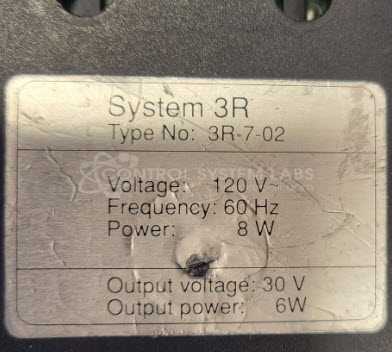 System 3R
Type No: 3R-7-02
CONTROL SYSTEM LABS
Voltage: 120 V~
Frequency: 60 Hz
Power: 8 W
Output voltage: 30 V
Output power: 6W